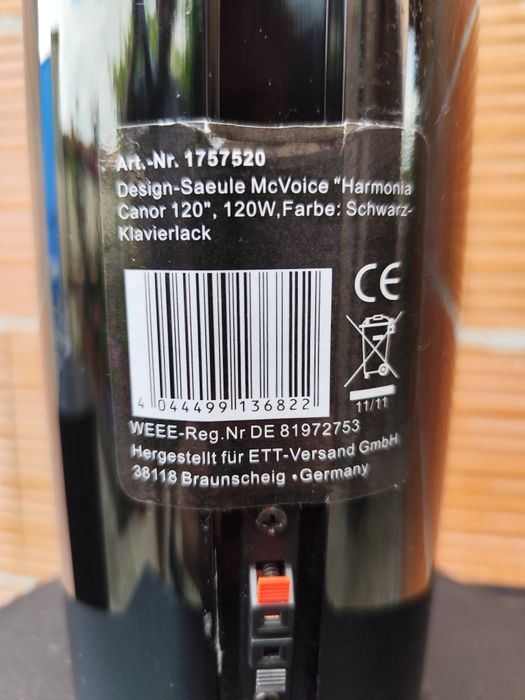 Art.-Nr. 1757520
Design-Saeule McVoice "Harmonia
Canor 120", 120W,Farbe: Schwarz-
Klavierlack
CE
4 044499 136822
11/11
WEEE-Reg.Nr DE 81972753
Hergestellt für ETT-Versand GmbH
38118 Braunscheig • Germany